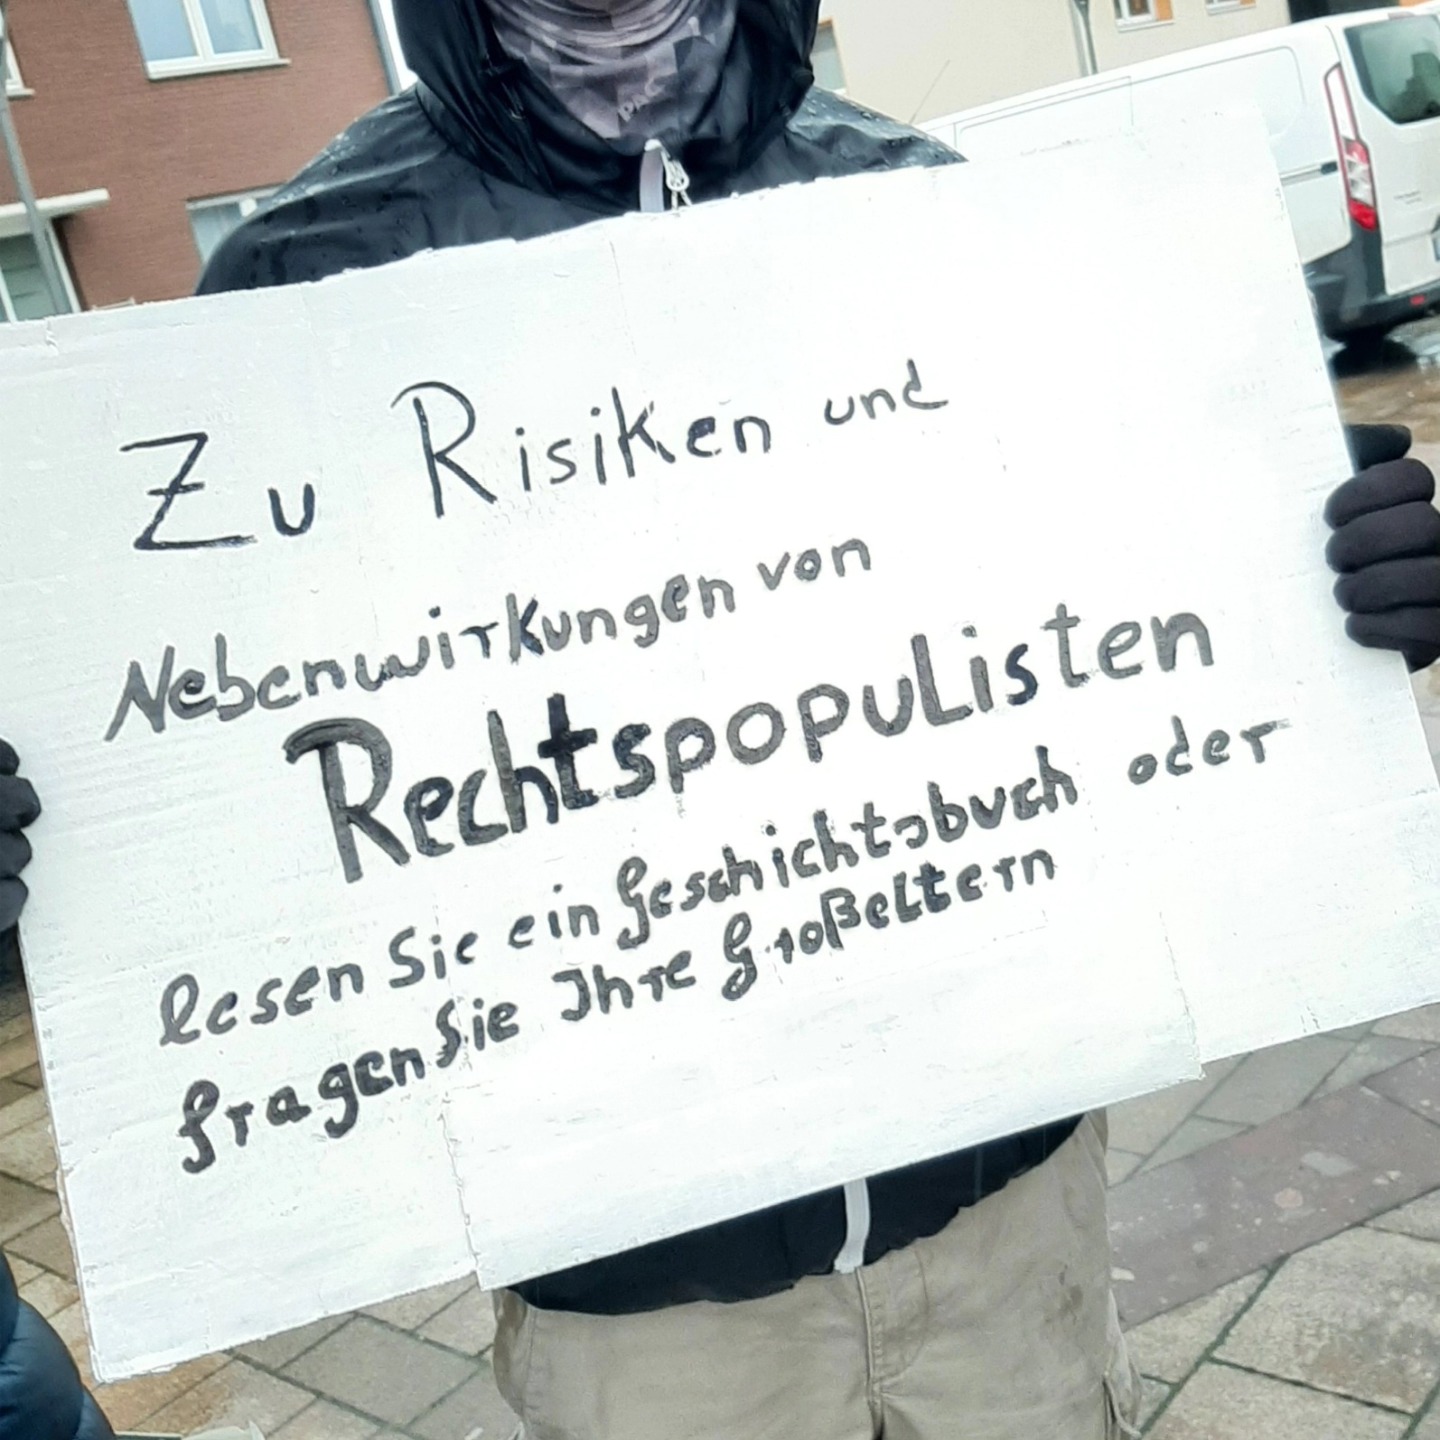 Zu Risiken und
Nebenwirkungen von
Rechtspopulisten
lesen Sie ein Geschichtsbuch oder
fragen Sie Ihre Großeltern